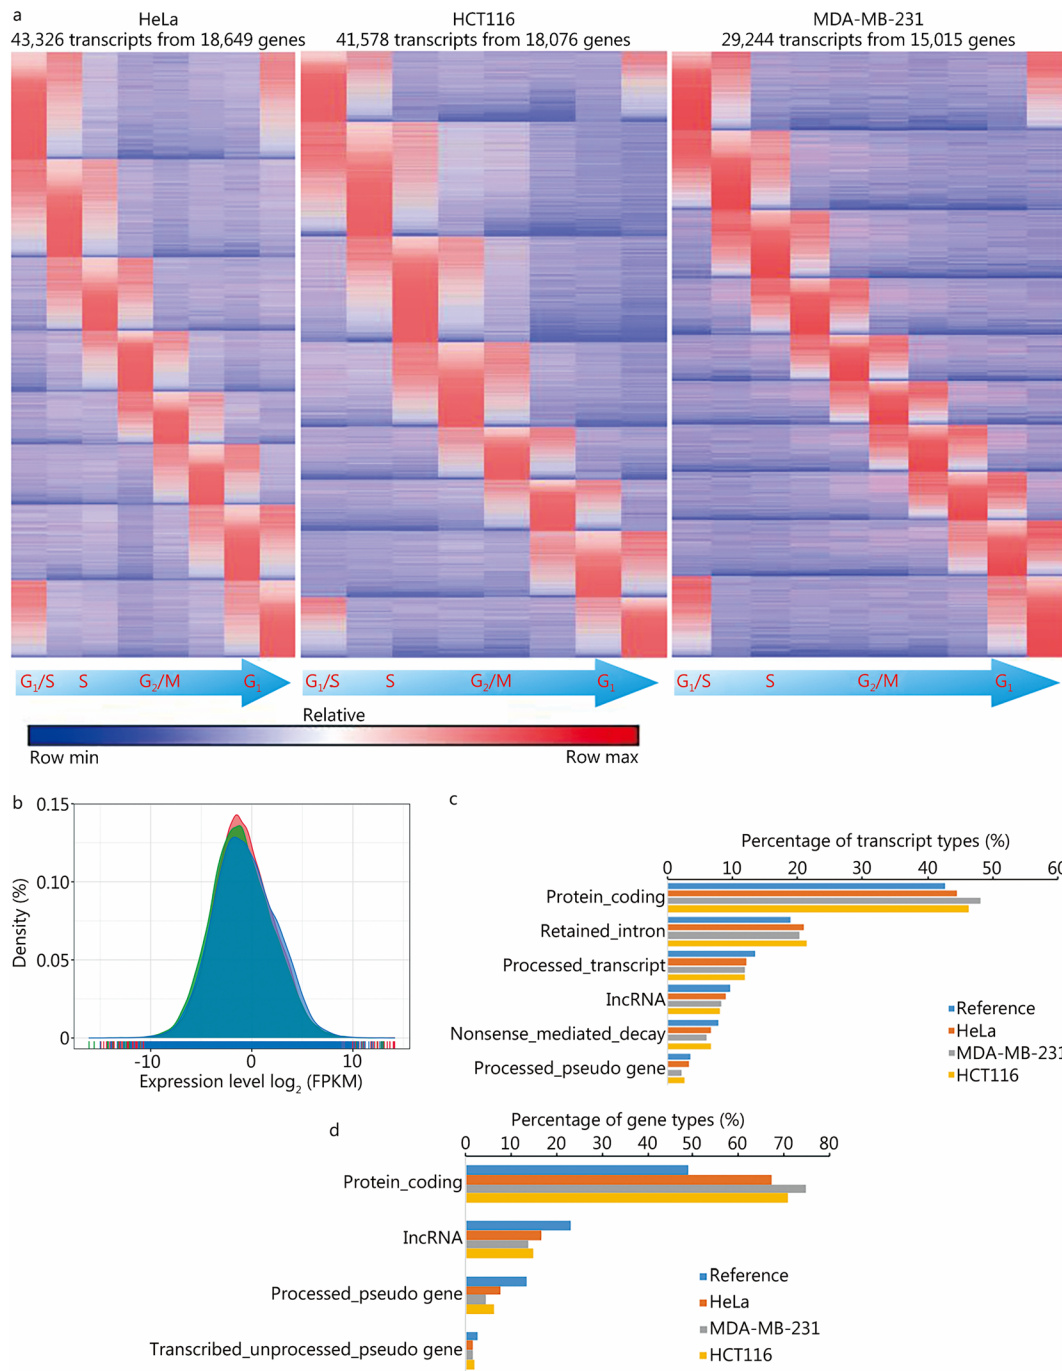 a
HeLa
43,326 transcripts from 18,649 genes
HCT116
41,578 transcripts from 18,076 genes
MDA-MB-231
29,244 transcripts from 15,015 genes
G₁/S S G₂/M G₁
G₁/S S G₂/M G₁
G₁/S S G₂/M G₁
Relative
Row min
Row max
b
0.15
0.10
0.05
0
Density (%)
-10 0 10
Expression level log₂ (FPKM)
c
Percentage of transcript types (%)
0 10 20 30 40 50 60
Protein_coding
Retained_intron
Processed_transcript
lncRNA
Nonsense_mediated_decay
Processed_pseudo gene
Reference
HeLa
MDA-MB-231
HCT116
d
Percentage of gene types (%)
0 10 20 30 40 50 60 70 80
Protein_coding
lncRNA
Processed_pseudo gene
Transcribed_unprocessed_pseudo gene
Reference
HeLa
MDA-MB-231
HCT116